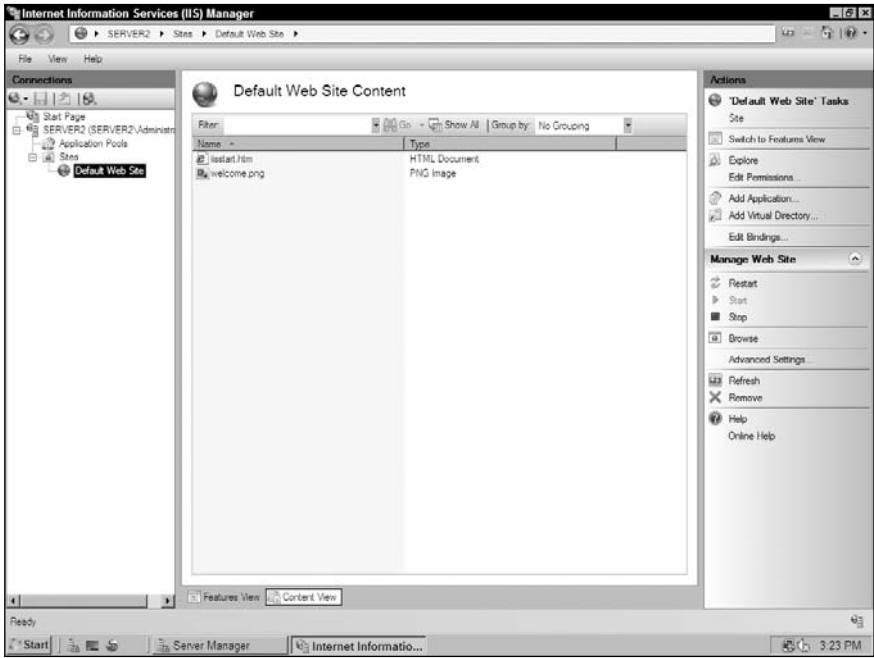 Internet Information Services (IIS) Manager
SERVER2 Sites Default Web Site
File View Help
Connections
Start Page
SERVER2 (SERVER2\Administr
Application Pools
Sites
Default Web Site
Default Web Site Content
Filter: Go Show All Group by: No Grouping
Name Type
iisstart.htm HTML Document
welcome.png PNG Image
Features View Content View
Actions
'Default Web Site' Tasks
Site
Switch to Features View
Explore
Edit Permissions...
Add Application...
Add Virtual Directory...
Edit Bindings...
Manage Web Site
Restart
Start
Stop
Browse
Advanced Settings...
Refresh
Remove
Help
Online Help
Ready
Start Server Manager Internet Informatio... 3:23 PM